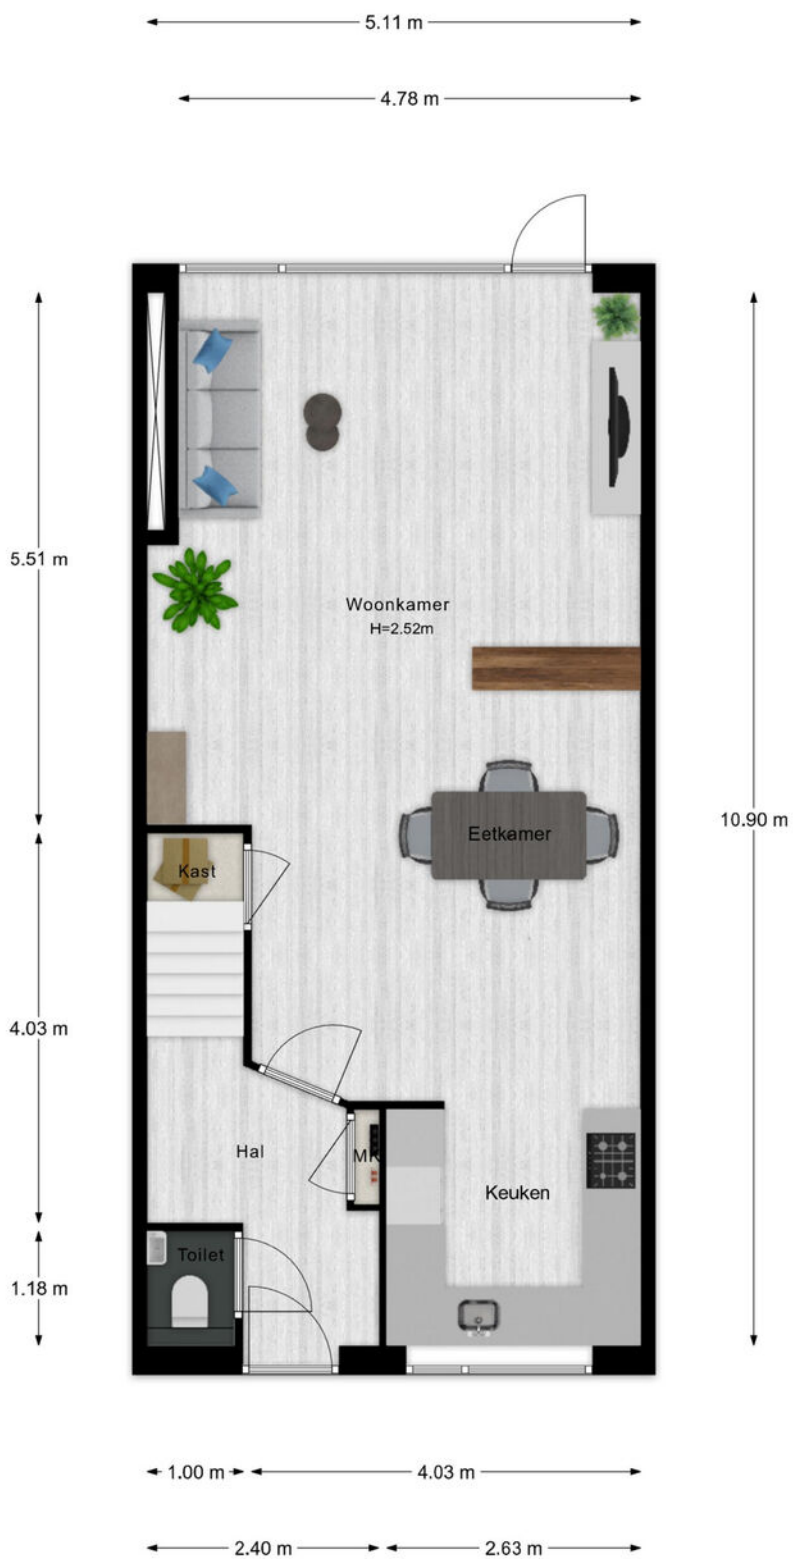 5.11 m
4.78 m
5.51 m
Woonkamer
H=2.52m
10.90 m
Eetkamer
Kast
4.03 m
Hal
MK
Keuken
Toilet
1.18 m
1.00 m
4.03 m
2.40 m
2.63 m